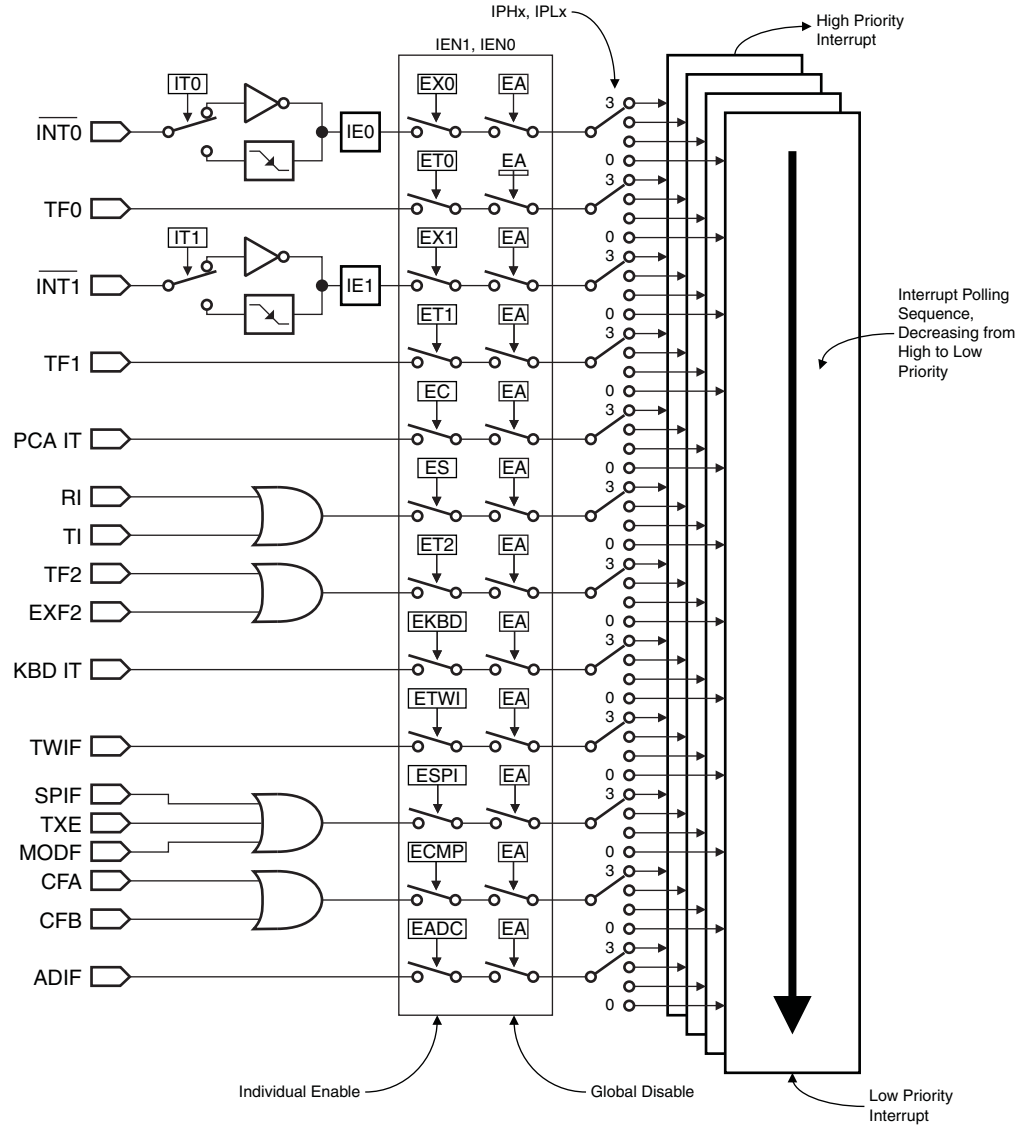 IPHx, IPLx
High Priority
Interrupt
IEN1, IEN0
IT0
EX0 EA
3
INT0
IE0
ET0 EA
0
3
TF0
IT1
EX1 EA
0
3
INT1
IE1
ET1 EA
0
3
TF1
EC EA
0
3
PCA IT
ES EA
0
3
RI
TI
ET2 EA
0
3
TF2
EXF2
EKBD EA
0
3
KBD IT
ETWI EA
0
3
TWIF
ESPI EA
0
3
SPIF
TXE
MODF
ECMP EA
0
3
CFA
CFB
EADC EA
0
3
ADIF
0
Interrupt Polling
Sequence,
Decreasing from
High to Low
Priority
Individual Enable
Global Disable
Low Priority
Interrupt